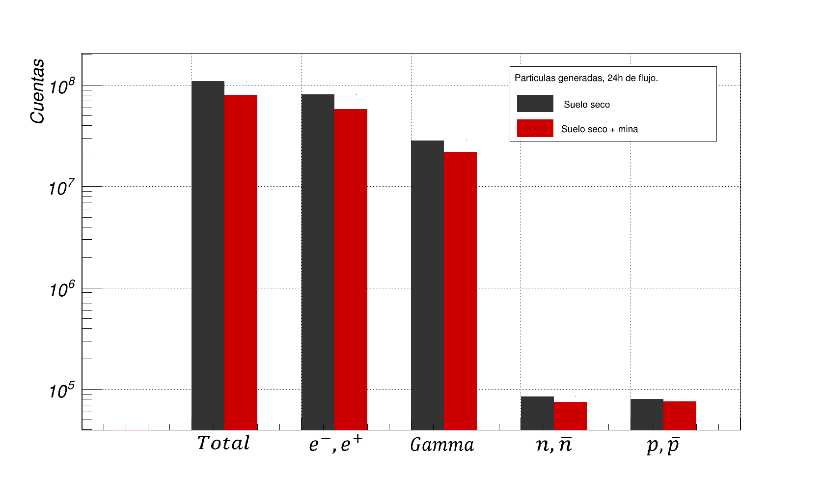 Cuentas
10⁸
10⁷
10⁶
10⁵
Particulas generadas, 24h de flujo.
Suelo seco
Suelo seco + mina
Total
e⁻, e⁺
Gamma
n, n̅
p, p̅